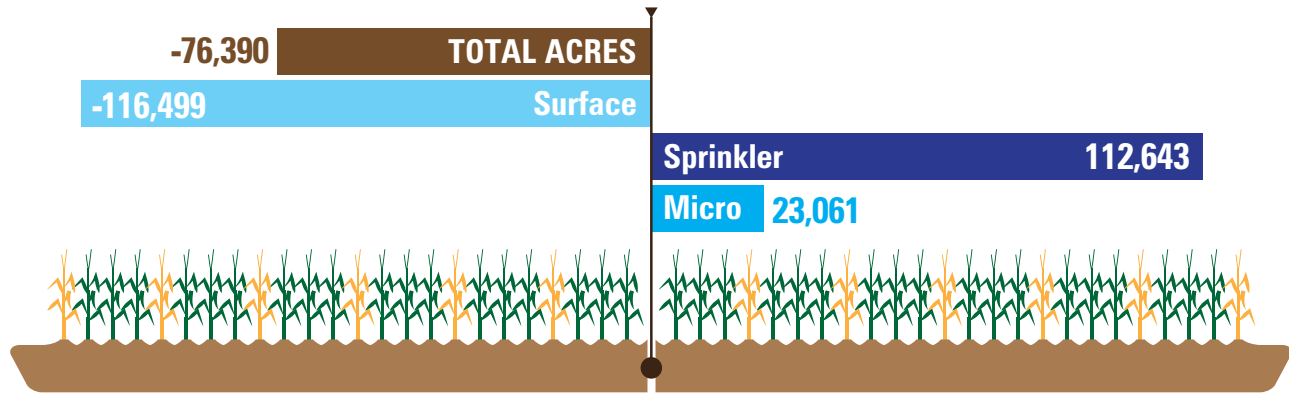 -76,390 TOTAL ACRES
-116,499 Surface
Sprinkler 112,643
Micro 23,061